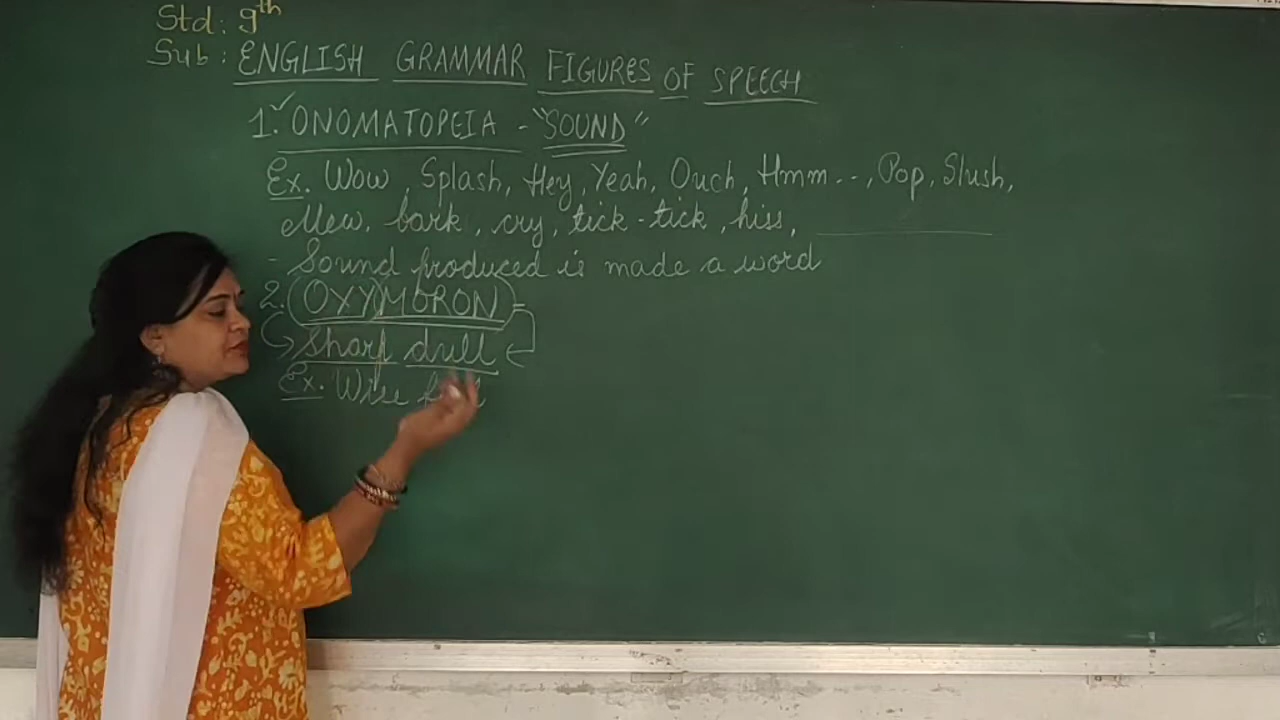 Std: 9th
Sub: ENGLISH GRAMMAR FIGURES OF SPEECH
1. ONOMATOPEIA - "SOUND"
Ex. Wow, Splash, Hey, Yeah, Ouch, Hmm.., Pop, Slush,
Mew, bark, cry, tick-tick, hiss,
- Sound produced is made a word
2. OXYMORON -
Sharp dull
Ex. Wise